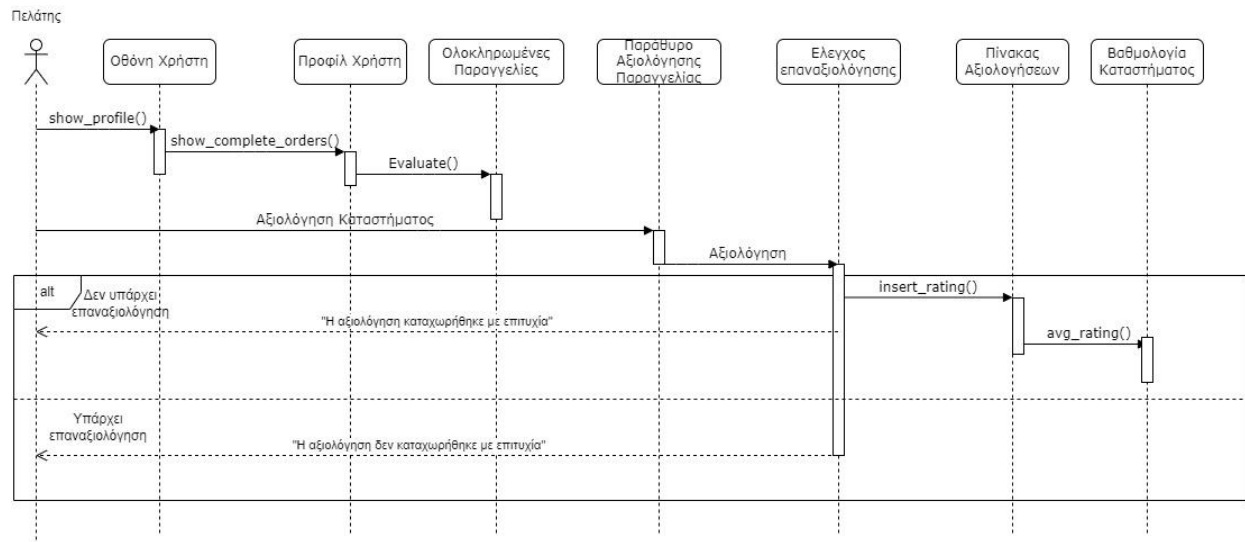 Πελάτης
Οθόνη Χρήστη
Προφίλ Χρήστη
Ολοκληρωμένες
Παραγγελίες
Παράθυρο
Αξιολόγησης
Παραγγελίας
Ελεγχος
επαναξιολόγησης
Πίνακας
Αξιολογήσεων
Βαθμολογία
Καταστήματος
show_profile()
show_complete_orders()
Evaluate()
Αξιολόγηση Καταστήματος
Αξιολόγηση
alt
Δεν υπάρχει
επαναξιολόγηση
insert_rating()
"Η αξιολόγηση καταχωρήθηκε με επιτυχία"
avg_rating()
Υπάρχει
επαναξιολόγηση
"Η αξιολόγηση δεν καταχωρήθηκε με επιτυχία"